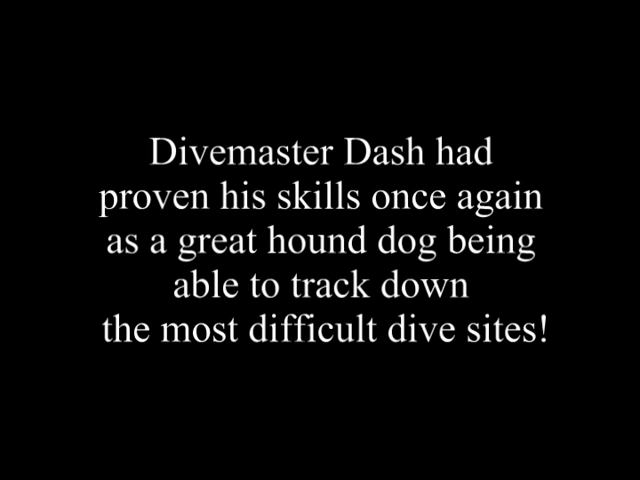 Divemaster Dash had
proven his skills once again
as a great hound dog being
able to track down
the most difficult dive sites!